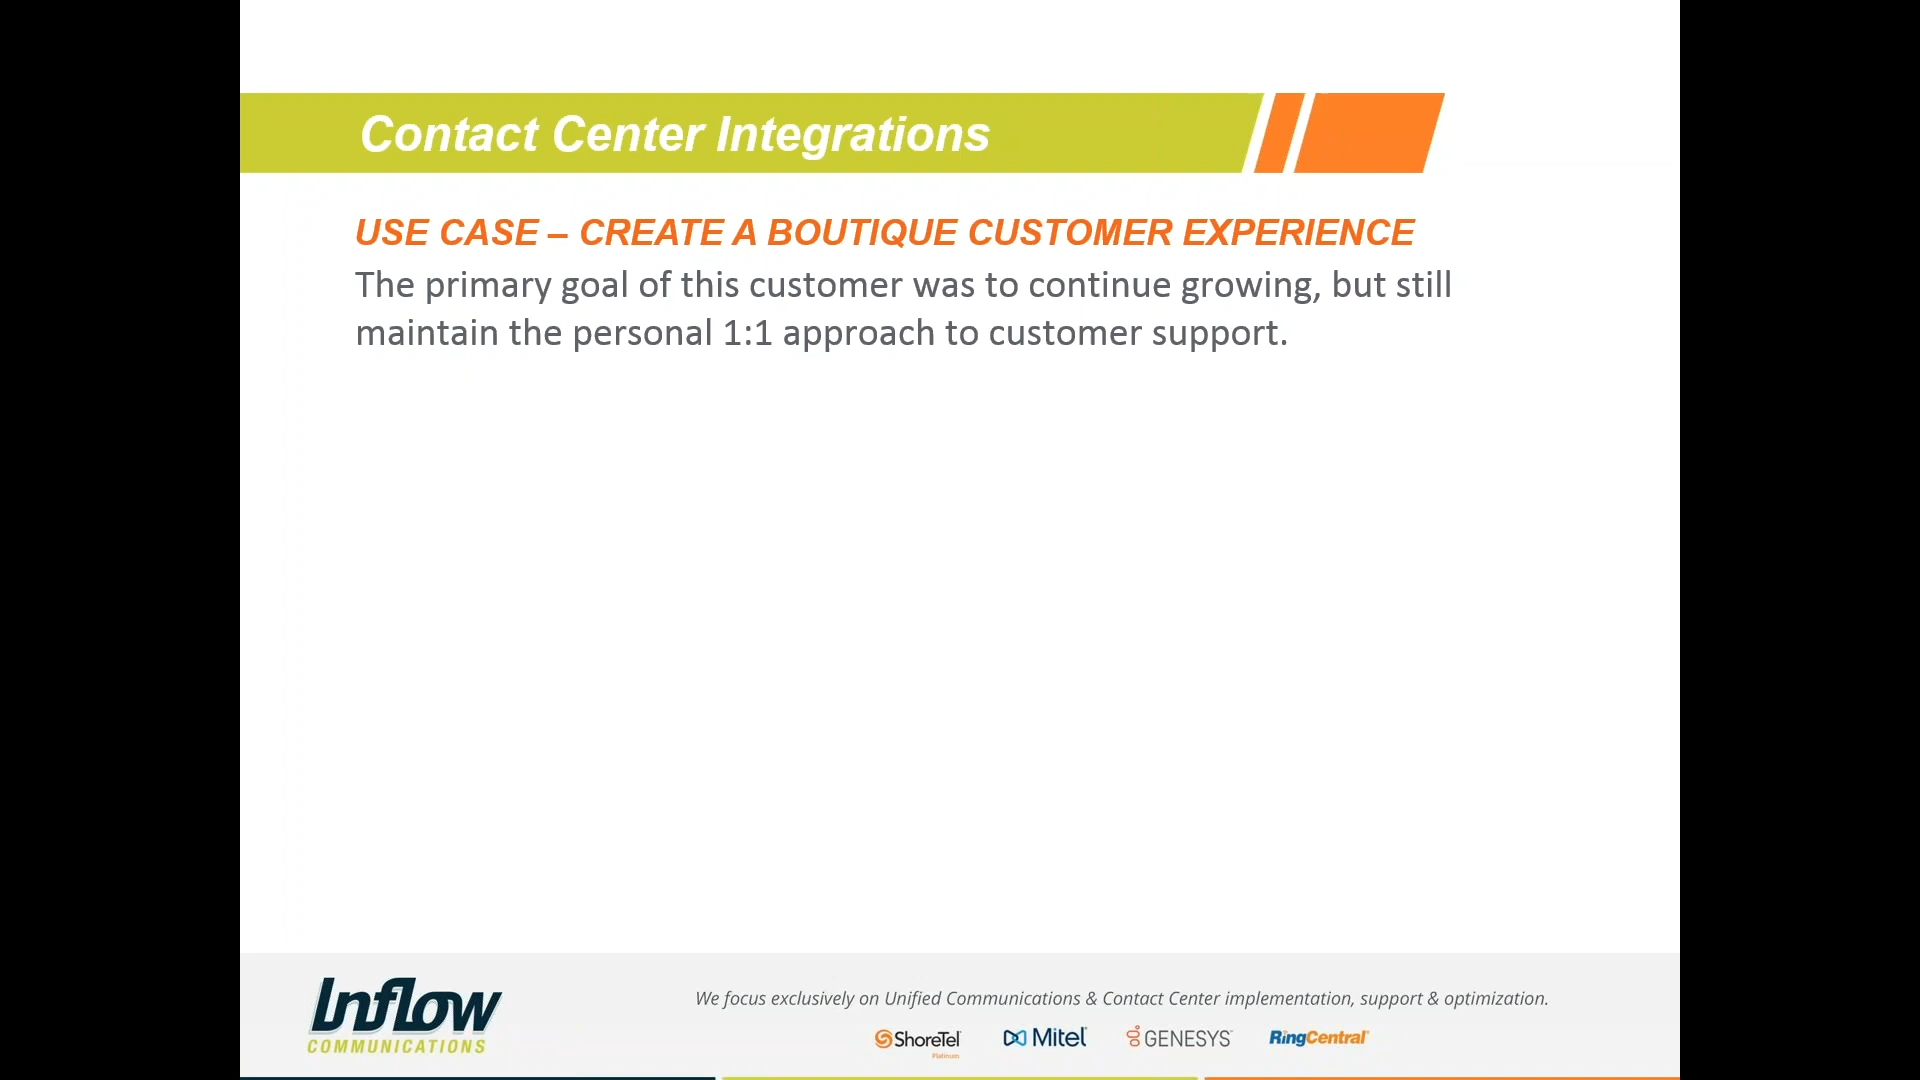 Contact Center Integrations
USE CASE – CREATE A BOUTIQUE CUSTOMER EXPERIENCE
The primary goal of this customer was to continue growing, but still
maintain the personal 1:1 approach to customer support.
Inflow
COMMUNICATIONS
We focus exclusively on Unified Communications & Contact Center implementation, support & optimization.
ShoreTel Mitel GENESYS RingCentral
Platinum